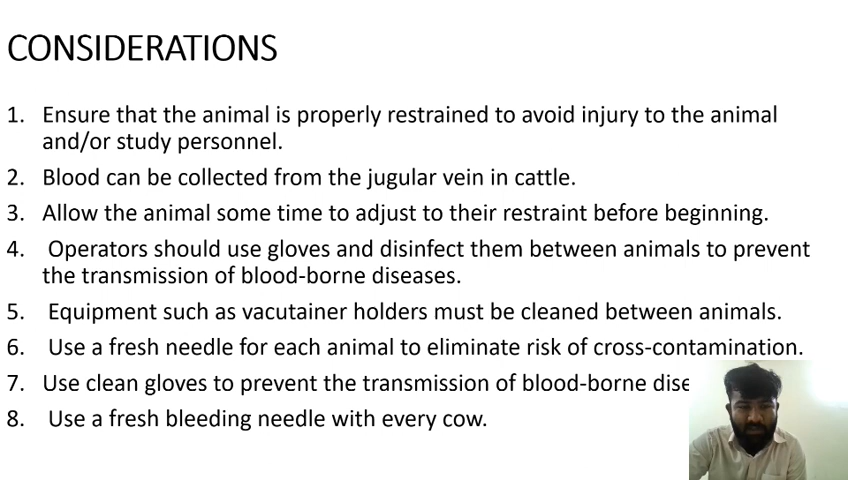 CONSIDERATIONS
1. Ensure that the animal is properly restrained to avoid injury to the animal
and/or study personnel.
2. Blood can be collected from the jugular vein in cattle.
3. Allow the animal some time to adjust to their restraint before beginning.
4. Operators should use gloves and disinfect them between animals to prevent
the transmission of blood-borne diseases.
5. Equipment such as vacutainer holders must be cleaned between animals.
6. Use a fresh needle for each animal to eliminate risk of cross-contamination.
7. Use clean gloves to prevent the transmission of blood-borne
8. Use a fresh bleeding needle with every cow.